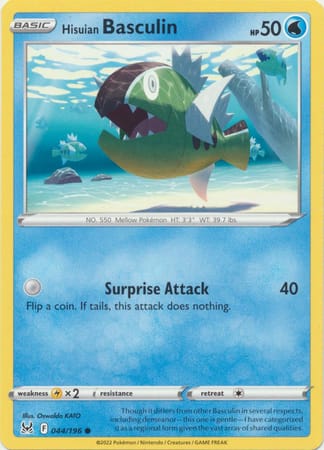 BASIC Hisuian Basculin HP 50
NO. 550 Mellow Pokémon HT: 3'3" WT: 39.7 lbs.
Surprise Attack 40
Flip a coin. If tails, this attack does nothing.
weakness ×2 resistance retreat
Illus. Oswaldo KATO
F 044/196
Though it differs from other Basculin in several regards,
including demeanor—this one is gentle—I have categorized
it as a regional form given the vast array of shared qualities.
©2022 Pokémon / Nintendo / Creatures / GAME FREAK